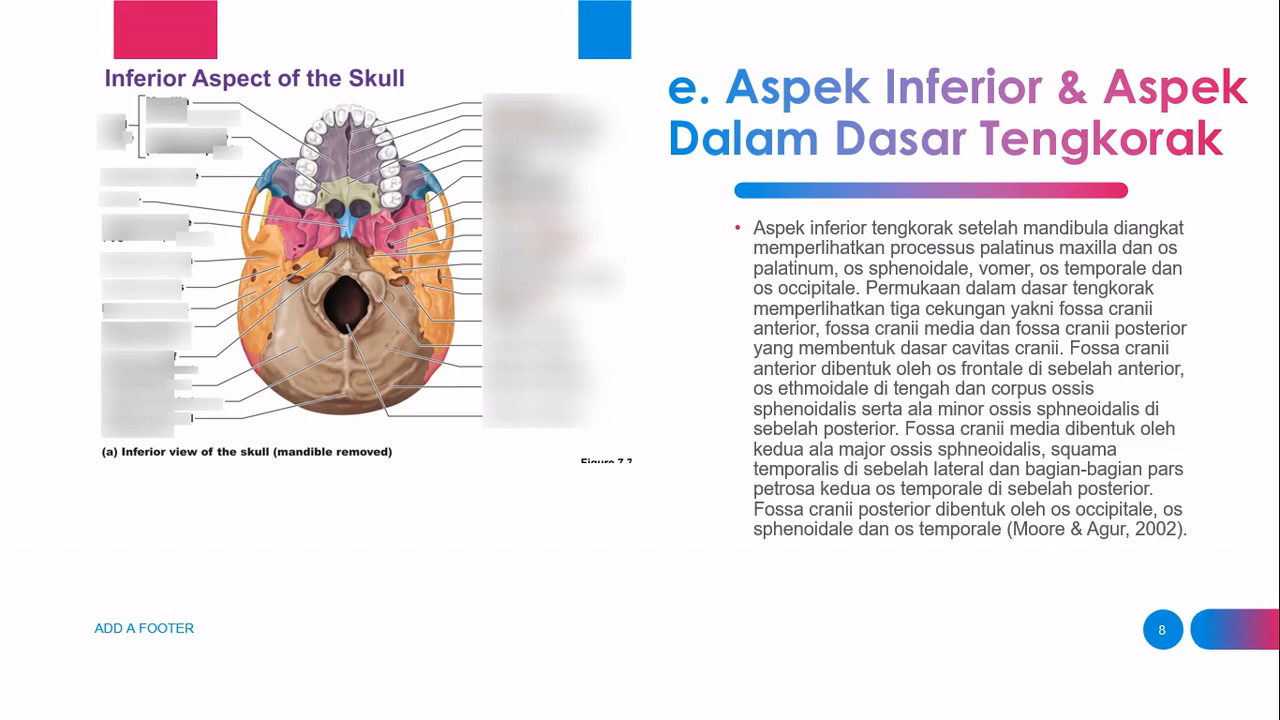 Inferior Aspect of the Skull
(a) Inferior view of the skull (mandible removed)
e. Aspek Inferior & Aspek
Dalam Dasar Tengkorak
• Aspek inferior tengkorak setelah mandibula diangkat
memperlihatkan processus palatinus maxilla dan os
palatinum, os sphenoidale, vomer, os temporale dan
os occipitale. Permukaan dalam dasar tengkorak
memperlihatkan tiga cekungan yakni fossa cranii
anterior, fossa cranii media dan fossa cranii posterior
yang membentuk dasar cavitas cranii. Fossa cranii
anterior dibentuk oleh os frontale di sebelah anterior,
os ethmoidale di tengah dan corpus ossis
sphenoidalis serta ala minor ossis sphneoidalis di
sebelah posterior. Fossa cranii media dibentuk oleh
kedua ala major ossis sphneoidalis, squama
temporalis di sebelah lateral dan bagian-bagian pars
petrosa kedua os temporale di sebelah posterior.
Fossa cranii posterior dibentuk oleh os occipitale, os
sphenoidale dan os temporale (Moore & Agur, 2002).
ADD A FOOTER
8